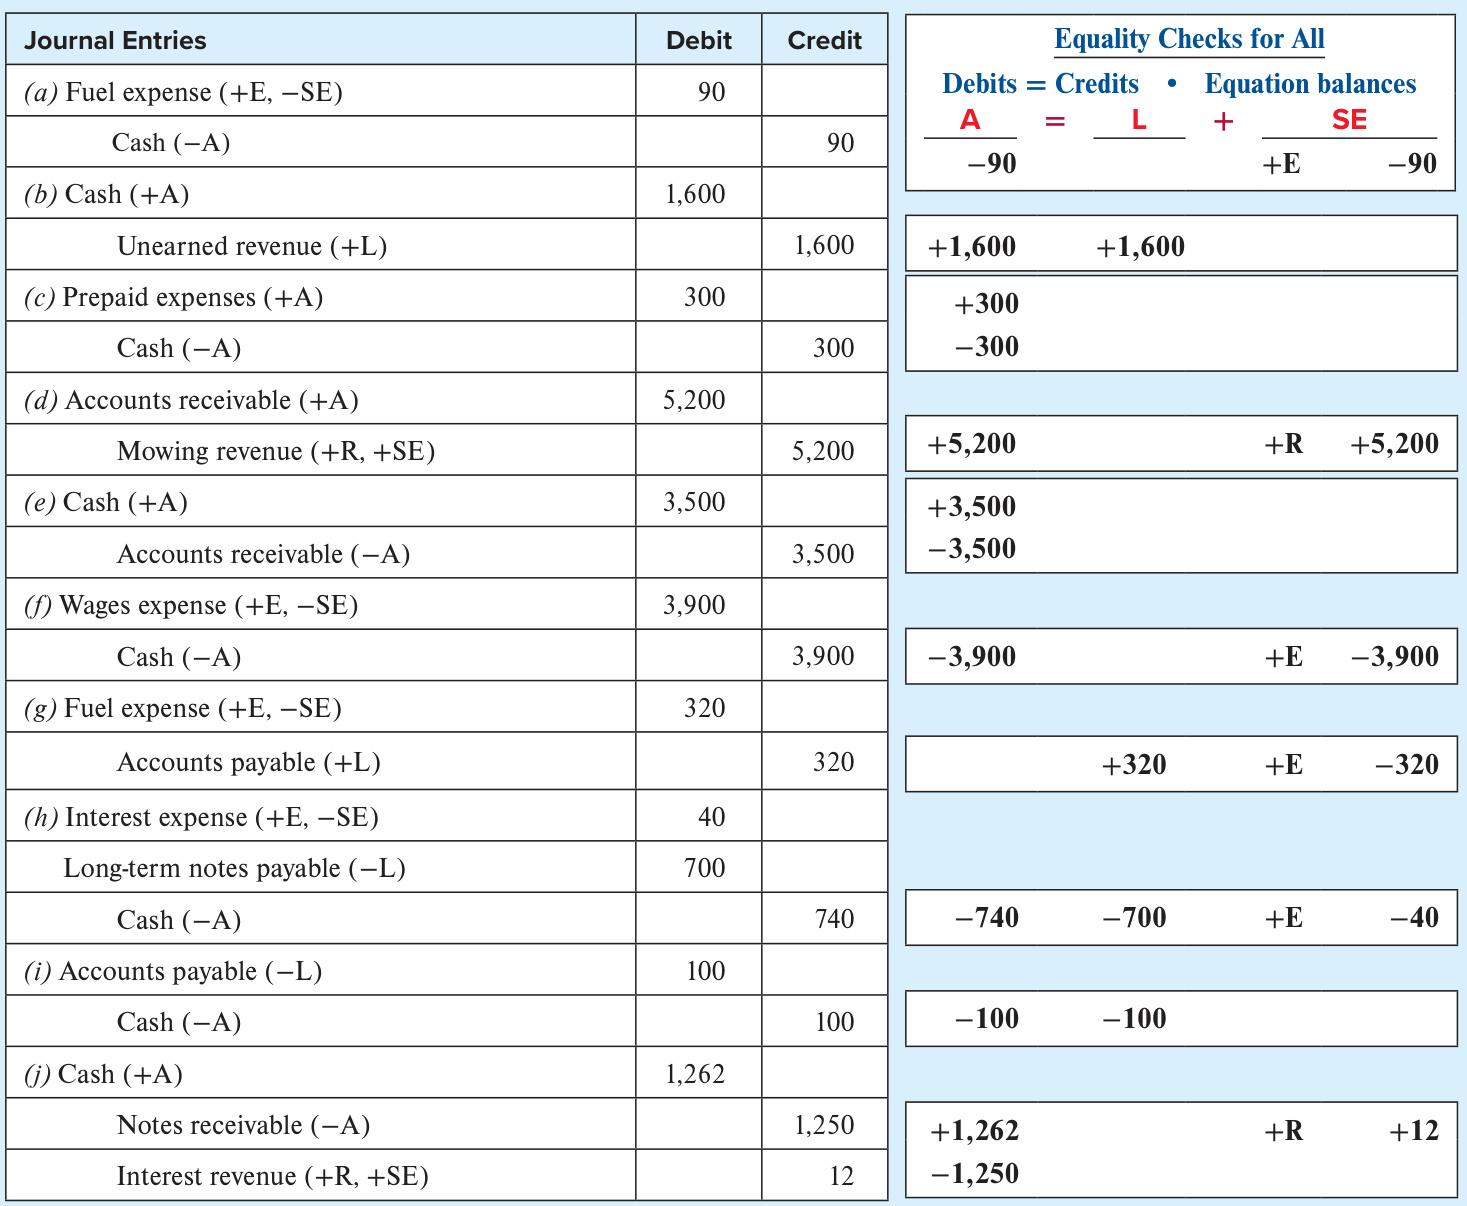 Journal Entries Debit Credit
(a) Fuel expense (+E, −SE) 90
Cash (−A) 90
(b) Cash (+A) 1,600
Unearned revenue (+L) 1,600
(c) Prepaid expenses (+A) 300
Cash (−A) 300
(d) Accounts receivable (+A) 5,200
Mowing revenue (+R, +SE) 5,200
(e) Cash (+A) 3,500
Accounts receivable (−A) 3,500
(f) Wages expense (+E, −SE) 3,900
Cash (−A) 3,900
(g) Fuel expense (+E, −SE) 320
Accounts payable (+L) 320
(h) Interest expense (+E, −SE) 40
Long-term notes payable (−L) 700
Cash (−A) 740
(i) Accounts payable (−L) 100
Cash (−A) 100
(j) Cash (+A) 1,262
Notes receivable (−A) 1,250
Interest revenue (+R, +SE) 12
Equality Checks for All
Debits = Credits • Equation balances
A = L + SE
−90 +E −90
+1,600 +1,600
+300
−300
+5,200 +R +5,200
+3,500
−3,500
−3,900 +E −3,900
+320 +E −320
−740 −700 +E −40
−100 −100
+1,262 +R +12
−1,250